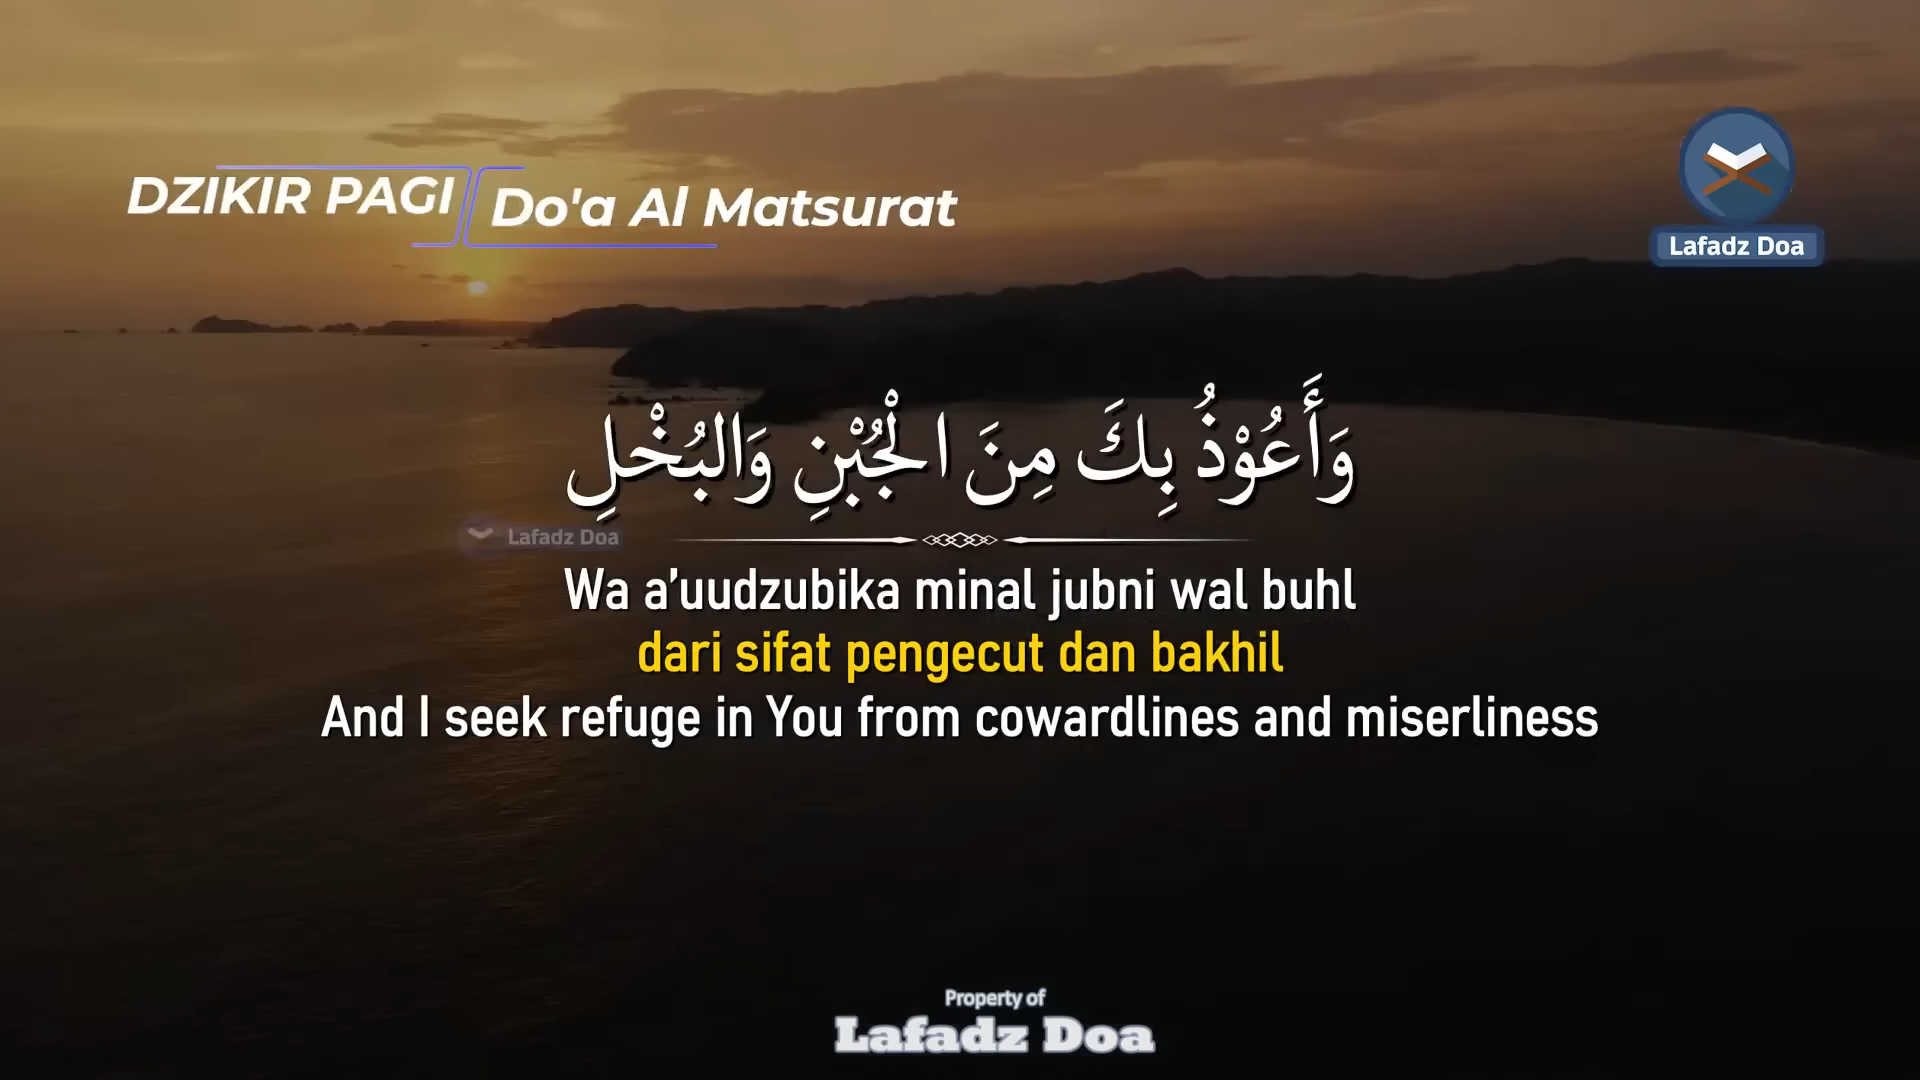 DZIKIR PAGI
Do'a Al Matsurat
Lafadz Doa
وَأَعُوْذُ بِكَ مِنَ الْجُبْنِ وَالبُخْلِ
Lafadz Doa
Wa a’uudzubika minal jubni wal buhl
dari sifat pengecut dan bakhil
And I seek refuge in You from cowardlines and miserliness
Property of
Lafadz Doa